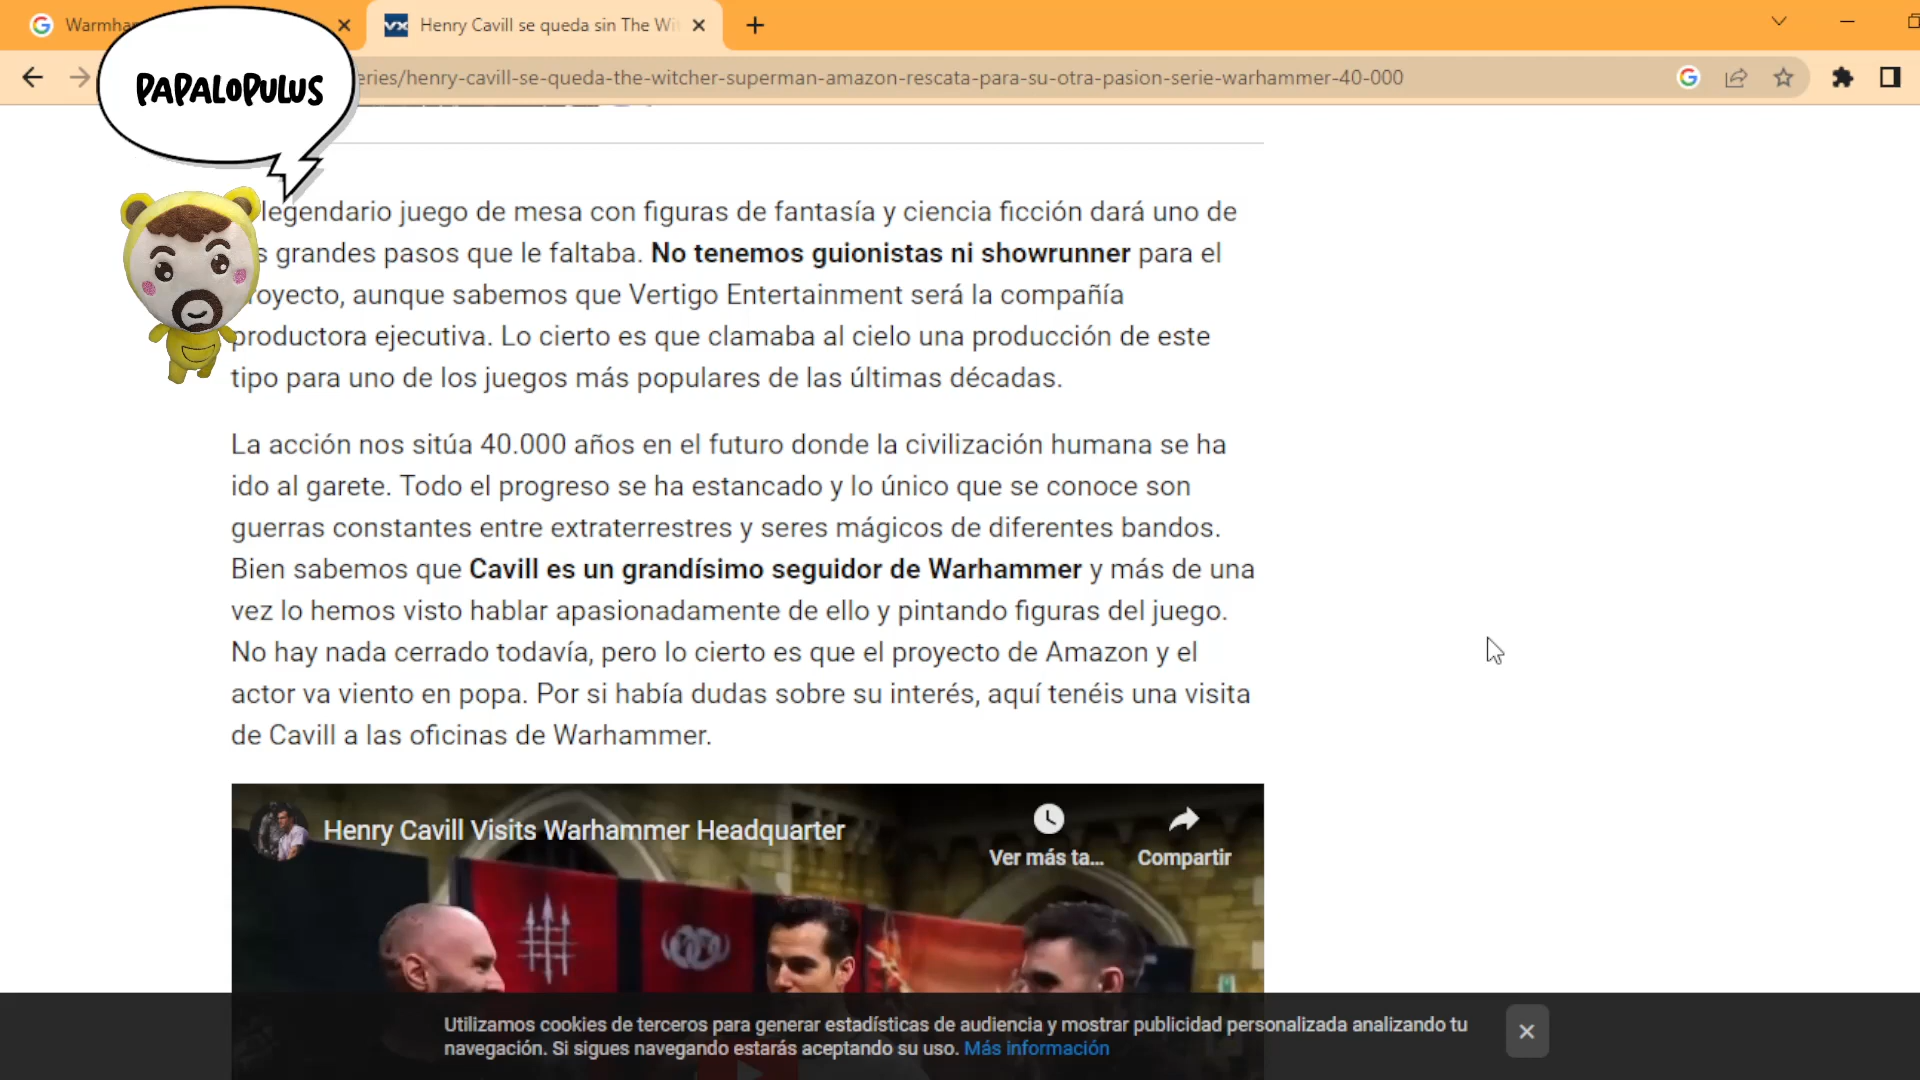 Henry Cavill se queda sin The Wi
eries/henry-cavill-se-queda-the-witcher-superman-amazon-rescata-para-su-otra-pasion-serie-warhammer-40-000
PAPALOPULUS
legendario juego de mesa con figuras de fantasía y ciencia ficción dará uno de
grandes pasos que le faltaba. No tenemos guionistas ni showrunner para el
royecto, aunque sabemos que Vertigo Entertainment será la compañía
productora ejecutiva. Lo cierto es que clamaba al cielo una producción de este
tipo para uno de los juegos más populares de las últimas décadas.
La acción nos sitúa 40.000 años en el futuro donde la civilización humana se ha
ido al garete. Todo el progreso se ha estancado y lo único que se conoce son
guerras constantes entre extraterrestres y seres mágicos de diferentes bandos.
Bien sabemos que Cavill es un grandísimo seguidor de Warhammer y más de una
vez lo hemos visto hablar apasionadamente de ello y pintando figuras del juego.
No hay nada cerrado todavía, pero lo cierto es que el proyecto de Amazon y el
actor va viento en popa. Por si había dudas sobre su interés, aquí tenéis una visita
de Cavill a las oficinas de Warhammer.
Henry Cavill Visits Warhammer Headquarter
Ver más ta...
Compartir
Utilizamos cookies de terceros para generar estadísticas de audiencia y mostrar publicidad personalizada analizando tu
navegación. Si sigues navegando estarás aceptando su uso. Más información